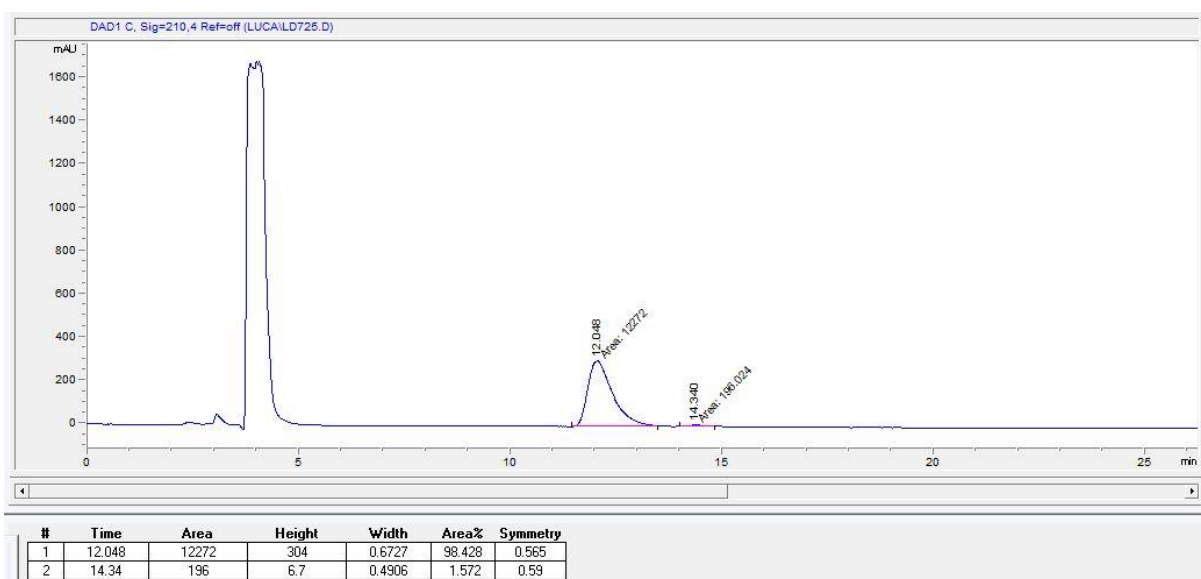 DAD1 C, Sig=210,4 Ref=off (LUCA\LD725.D)
mAU
1600
1400
1200
1000
800
600
400
200
0
12.048
Area: 12272
14.340
Area: 196.024
0 5 10 15 20 25 min
# Time Area Height Width Area% Symmetry
1 12.048 12272 304 0.6727 98.428 0.565
2 14.34 196 6.7 0.4906 1.572 0.59